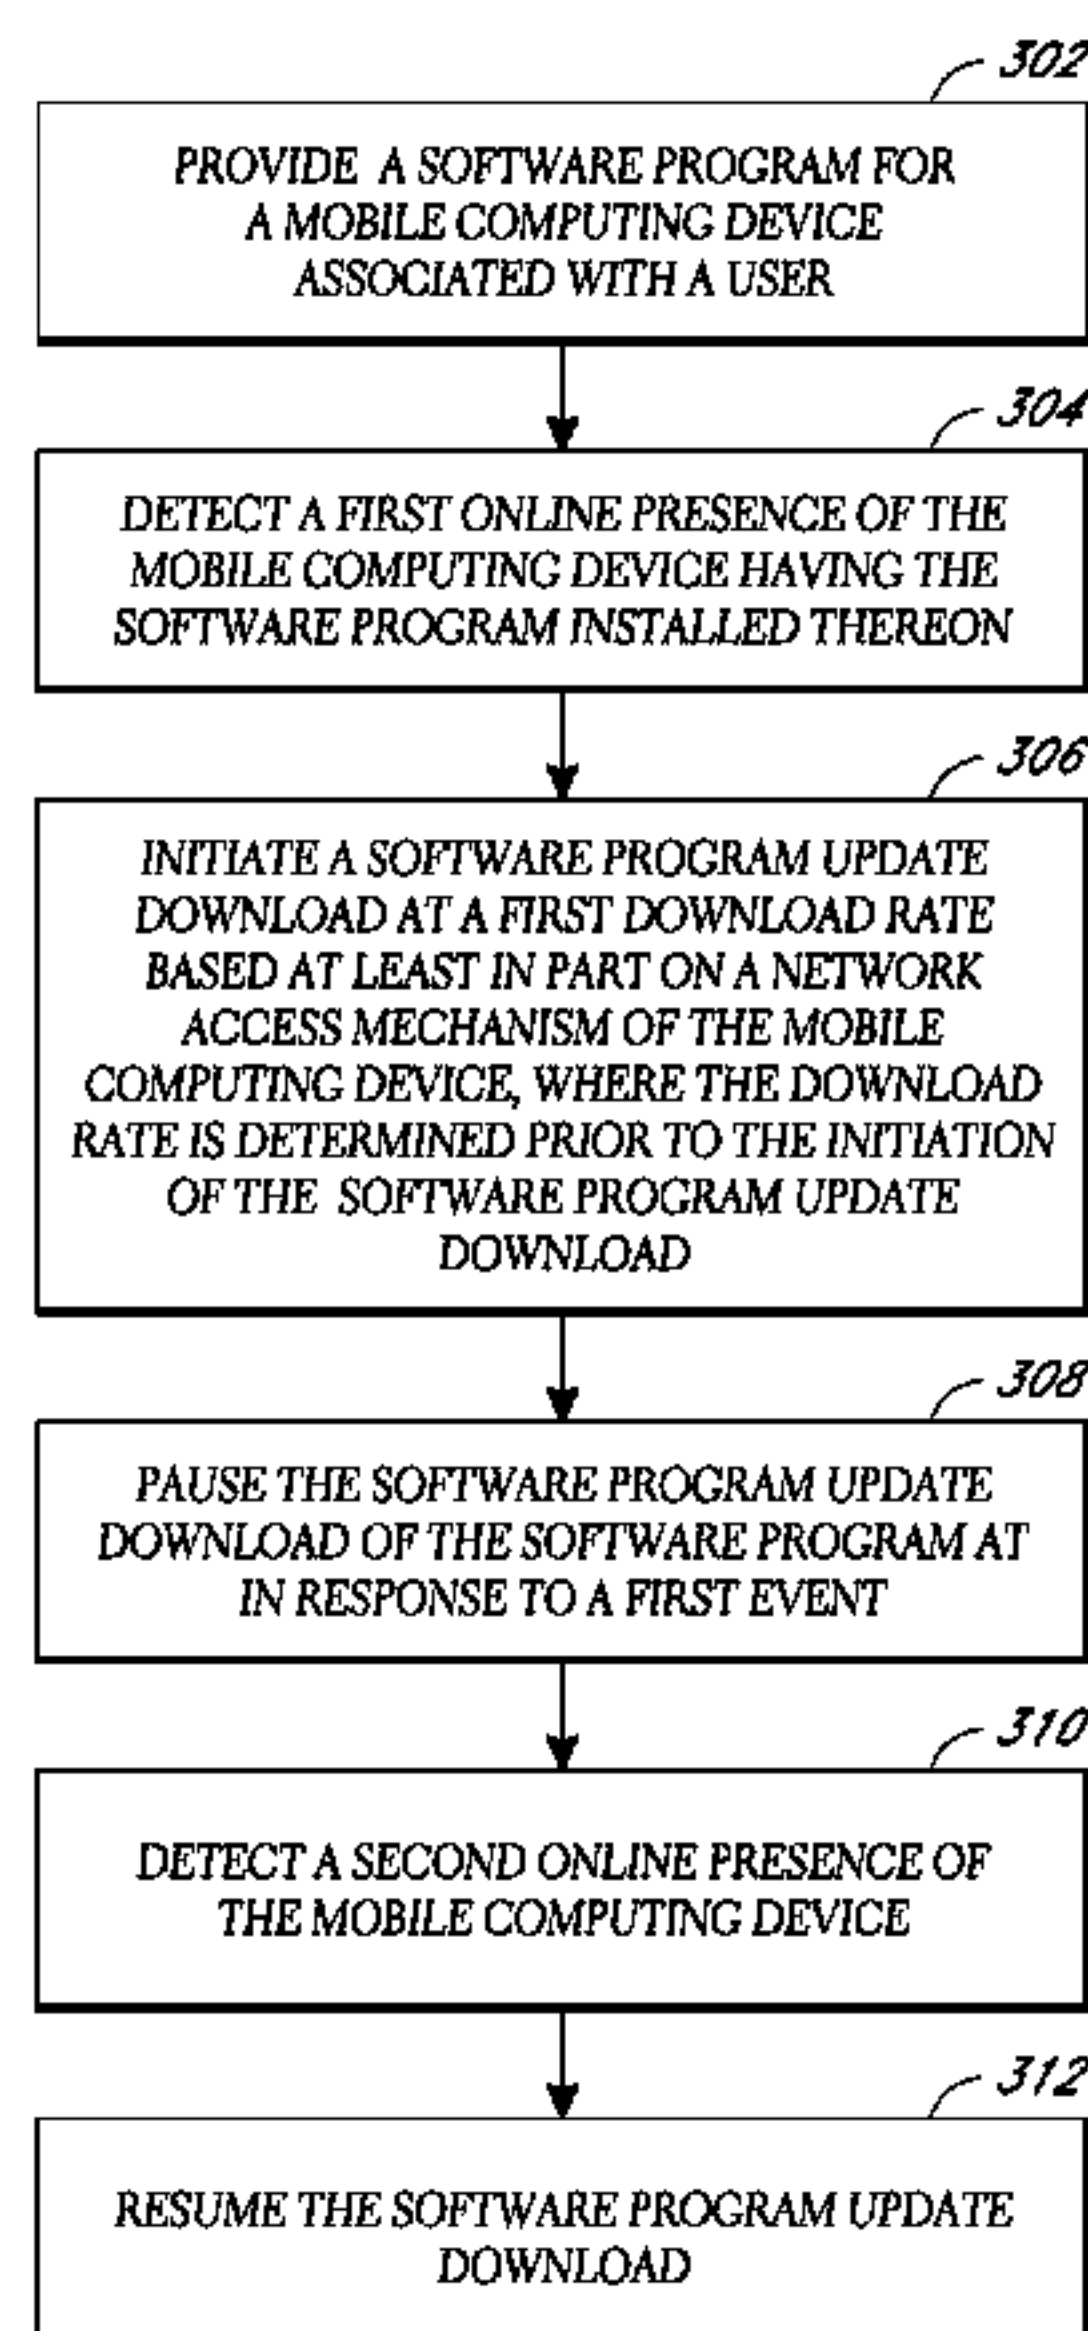 302
PROVIDE A SOFTWARE PROGRAM FOR
A MOBILE COMPUTING DEVICE
ASSOCIATED WITH A USER
304
DETECT A FIRST ONLINE PRESENCE OF THE
MOBILE COMPUTING DEVICE HAVING THE
SOFTWARE PROGRAM INSTALLED THEREON
306
INITIATE A SOFTWARE PROGRAM UPDATE
DOWNLOAD AT A FIRST DOWNLOAD RATE
BASED AT LEAST IN PART ON A NETWORK
ACCESS MECHANISM OF THE MOBILE
COMPUTING DEVICE, WHERE THE DOWNLOAD
RATE IS DETERMINED PRIOR TO THE INITIATION
OF THE SOFTWARE PROGRAM UPDATE
DOWNLOAD
308
PAUSE THE SOFTWARE PROGRAM UPDATE
DOWNLOAD OF THE SOFTWARE PROGRAM AT
IN RESPONSE TO A FIRST EVENT
310
DETECT A SECOND ONLINE PRESENCE OF
THE MOBILE COMPUTING DEVICE
312
RESUME THE SOFTWARE PROGRAM UPDATE
DOWNLOAD